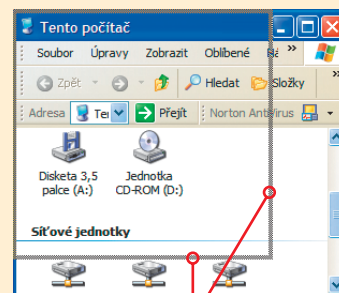 Tento počítač
Soubor Úpravy Zobrazit Oblíbené »
Zpět Hledat Složky »
Adresa Přejít Norton AntiVirus
Disketa 3,5 palce (A:)
Jednotka CD-ROM (D:)
Síťové jednotky